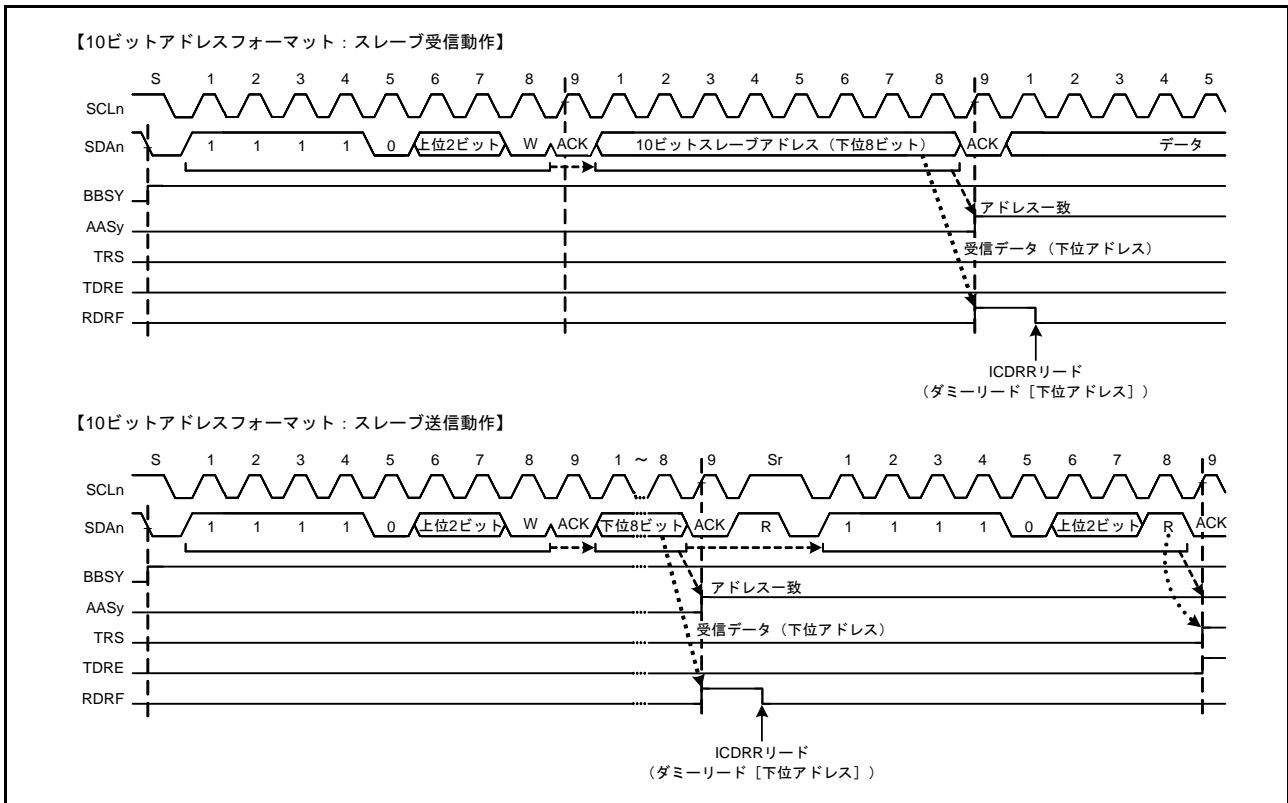 【10ビットアドレスフォーマット：スレーブ受信動作】
S 1 2 3 4 5 6 7 8 9 1 2 3 4 5 6 7 8 9 1 2 3 4 5
SCLn
SDAn 1 1 1 1 0 上位2ビット W ACK 10ビットスレーブアドレス（下位8ビット） ACK データ
BBSY
アドレス一致
AASy
受信データ（下位アドレス）
TRS
TDRE
RDRF
ICDRRリード
（ダミーリード［下位アドレス］）
【10ビットアドレスフォーマット：スレーブ送信動作】
S 1 2 3 4 5 6 7 8 9 1 ～ 8 9 Sr 1 2 3 4 5 6 7 8 9
SCLn
SDAn 1 1 1 1 0 上位2ビット W ACK 下位8ビット ACK R 1 1 1 1 0 上位2ビット R ACK
BBSY
アドレス一致
AASy
受信データ（下位アドレス）
TRS
TDRE
RDRF
ICDRRリード
（ダミーリード［下位アドレス］）